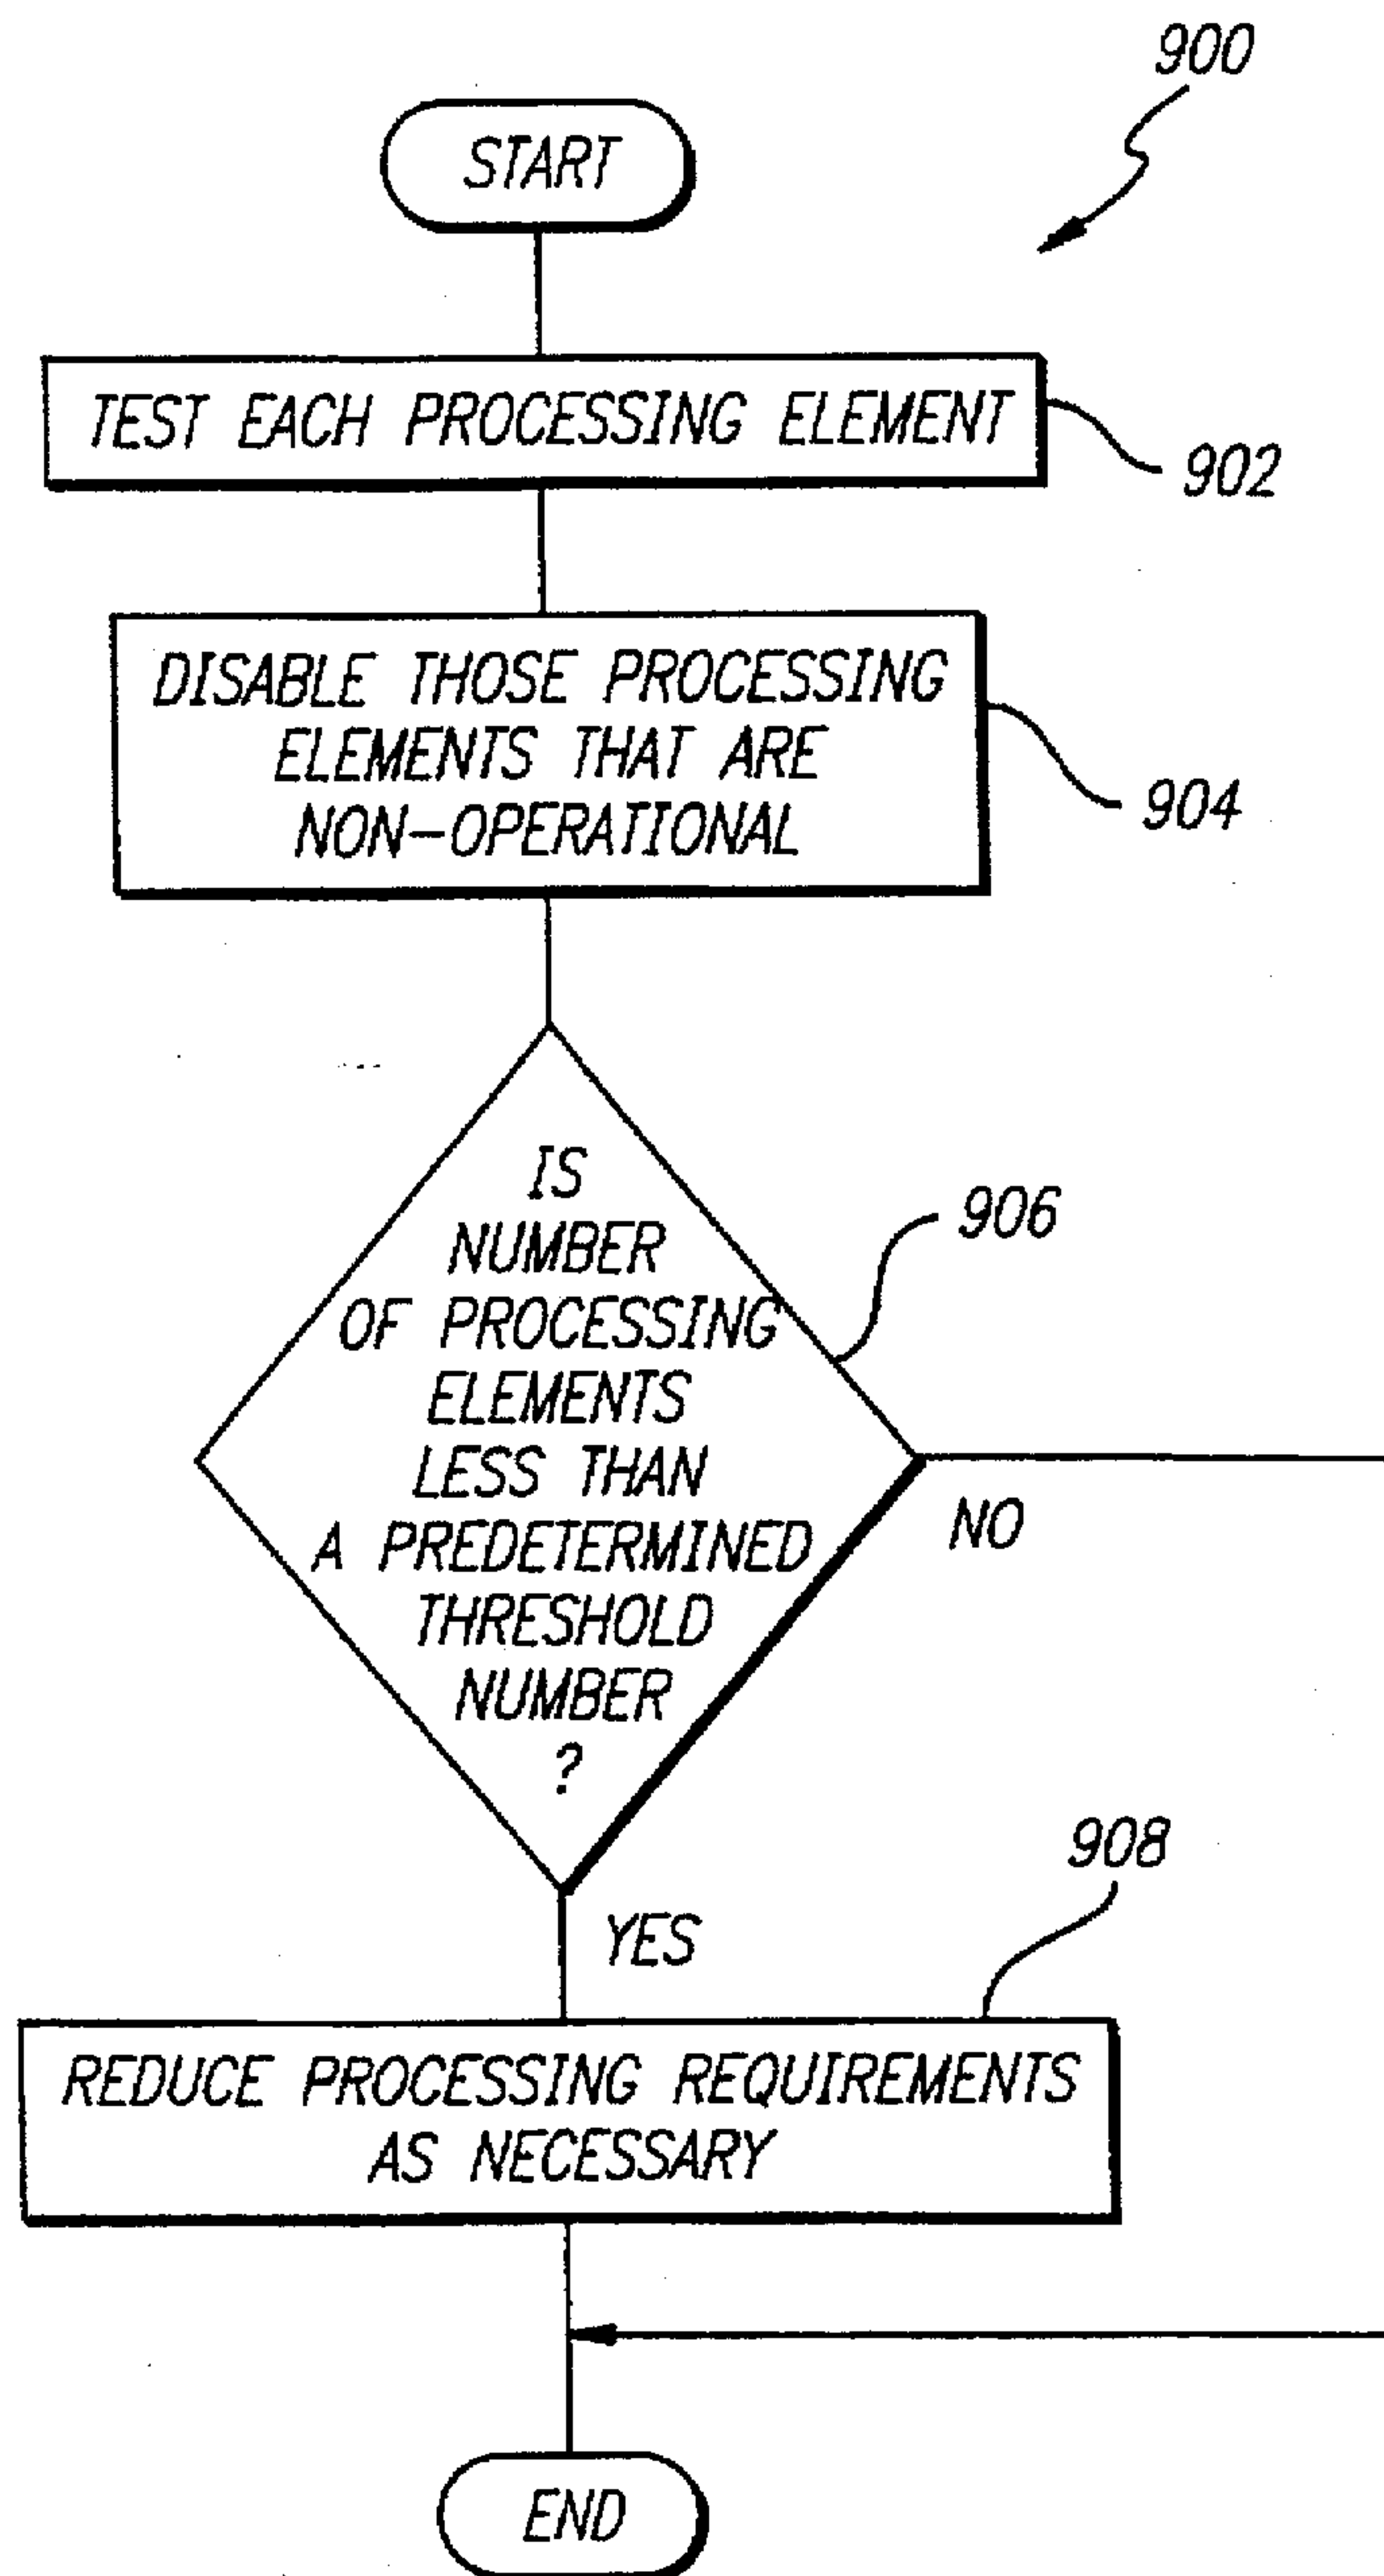 900
START
TEST EACH PROCESSING ELEMENT
902
DISABLE THOSE PROCESSING
ELEMENTS THAT ARE
NON-OPERATIONAL
904
IS
NUMBER
OF PROCESSING
ELEMENTS
LESS THAN
A PREDETERMINED
THRESHOLD
NUMBER
?
906
NO
YES
908
REDUCE PROCESSING REQUIREMENTS
AS NECESSARY
END